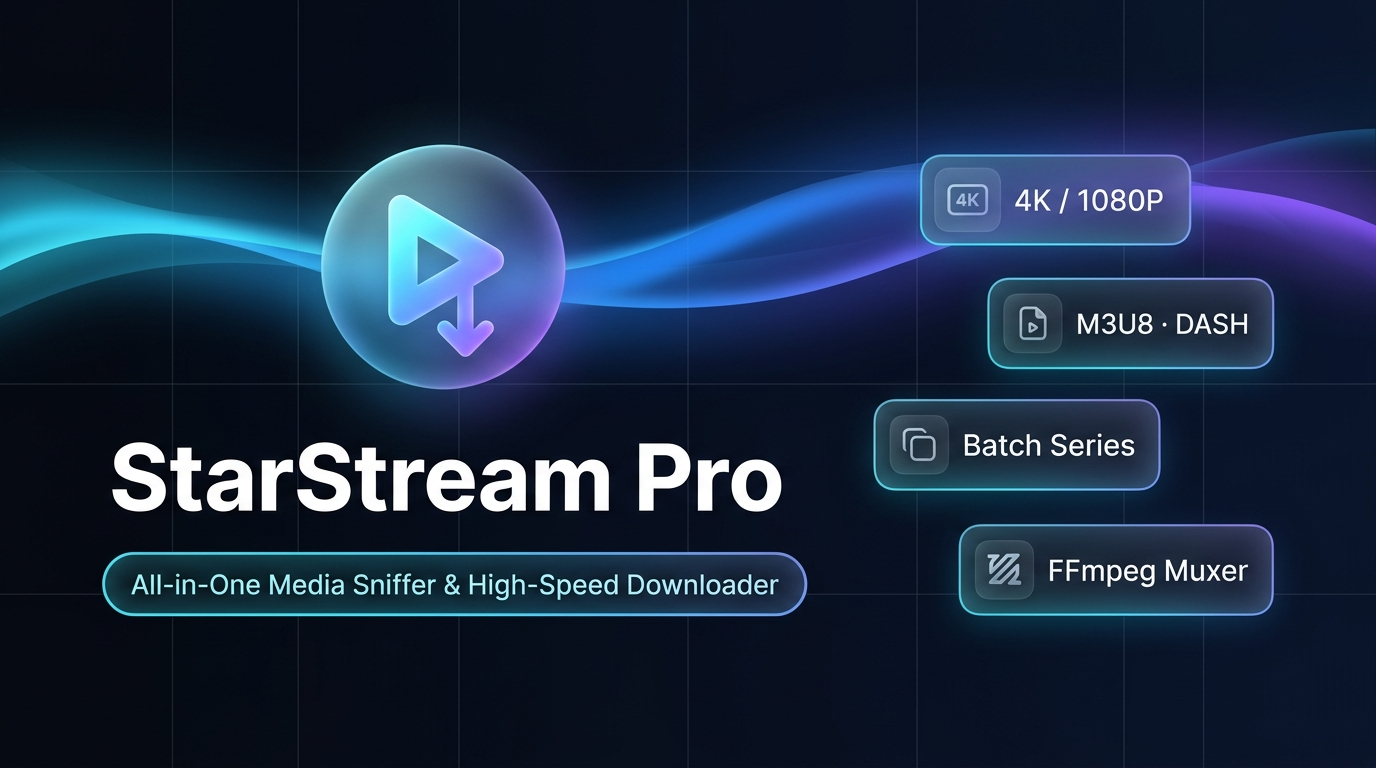 StarStream Pro
All-in-One Media Sniffer & High-Speed Downloader
4K
4K / 1080P
M3U8 · DASH
Batch Series
FFmpeg Muxer